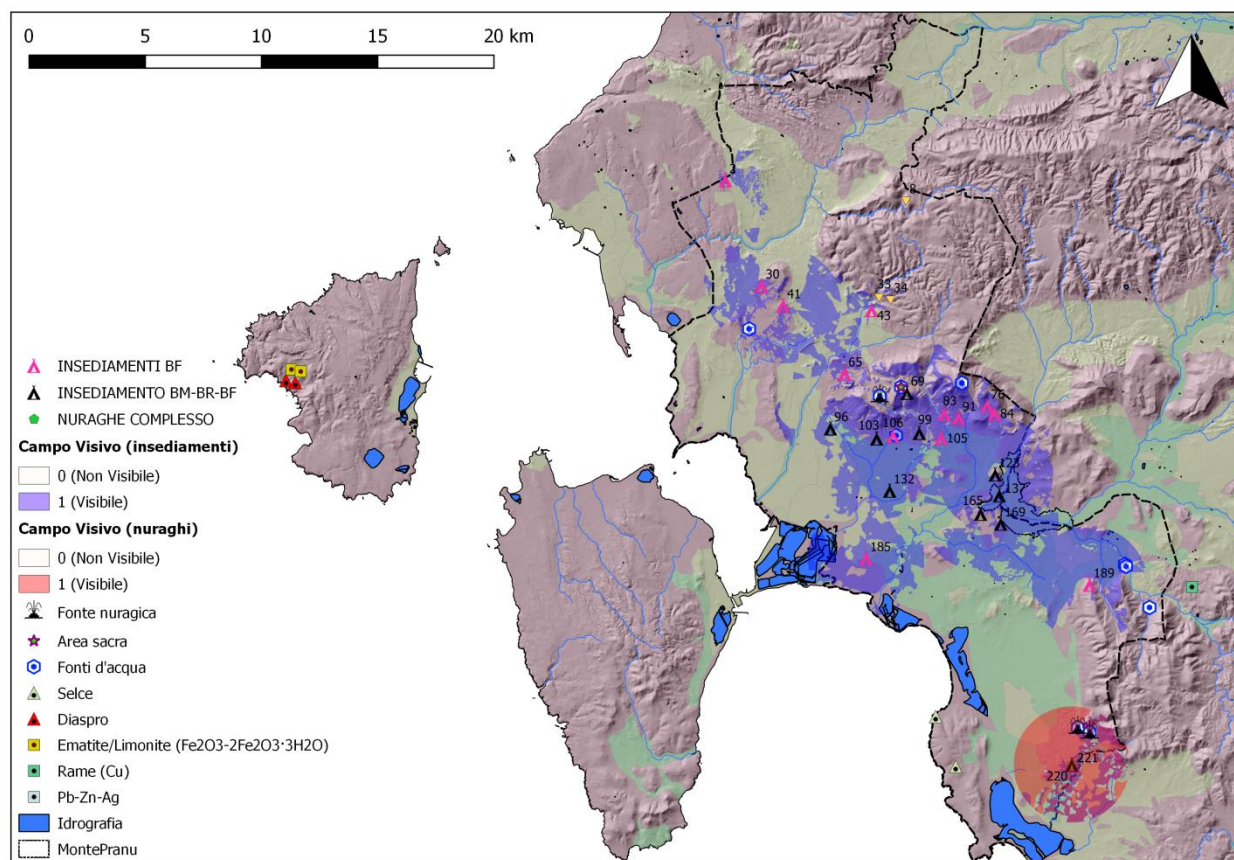 0 5 10 15 20 km
INSEDIAMENTI BF
INSEDIAMENTO BM-BR-BF
NURAGHE COMPLESSO
Campo Visivo (insediamenti)
0 (Non Visibile)
1 (Visibile)
Campo Visivo (nuraghi)
0 (Non Visibile)
1 (Visibile)
Fonte nuragica
Area sacra
Fonti d'acqua
Selce
Diaspro
Ematite/Limonite (Fe2O3-2Fe2O3·3H2O)
Rame (Cu)
Pb-Zn-Ag
Idrografia
MontePranu
8
30
41
33
34
43
65
69
76
83
91
84
96
103
106
99
105
123
132
137
165
169
185
189
221
220